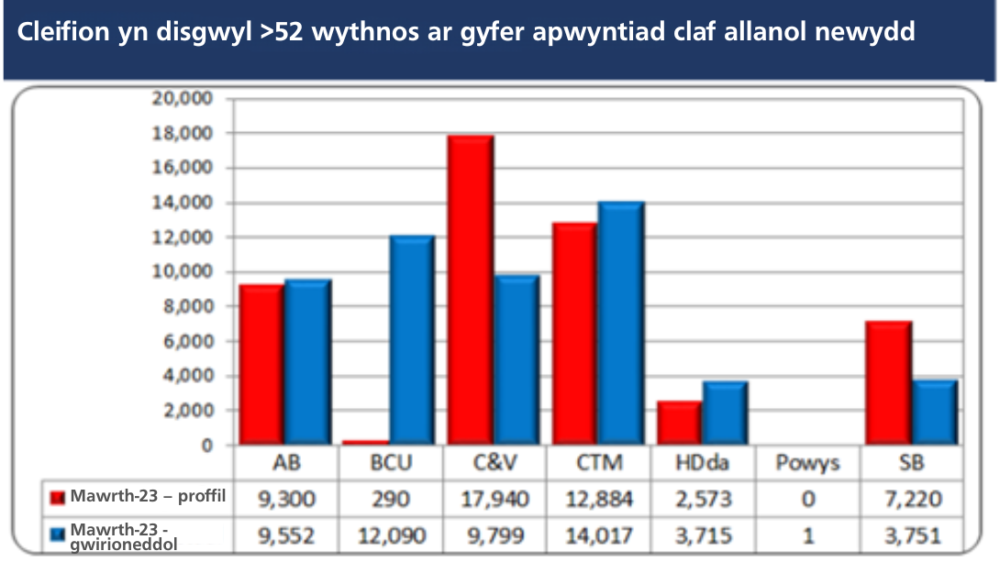 Cleifion yn disgwyl >52 wythnos ar gyfer apwyntiad claf allanol newydd
20,000
18,000
16,000
14,000
12,000
10,000
8,000
6,000
4,000
2,000
0
AB BCU C&V CTM HDda Powys SB
Mawrth-23 – proffil 9,300 290 17,940 12,884 2,573 0 7,220
Mawrth-23 -
gwirioneddol 9,552 12,090 9,799 14,017 3,715 1 3,751